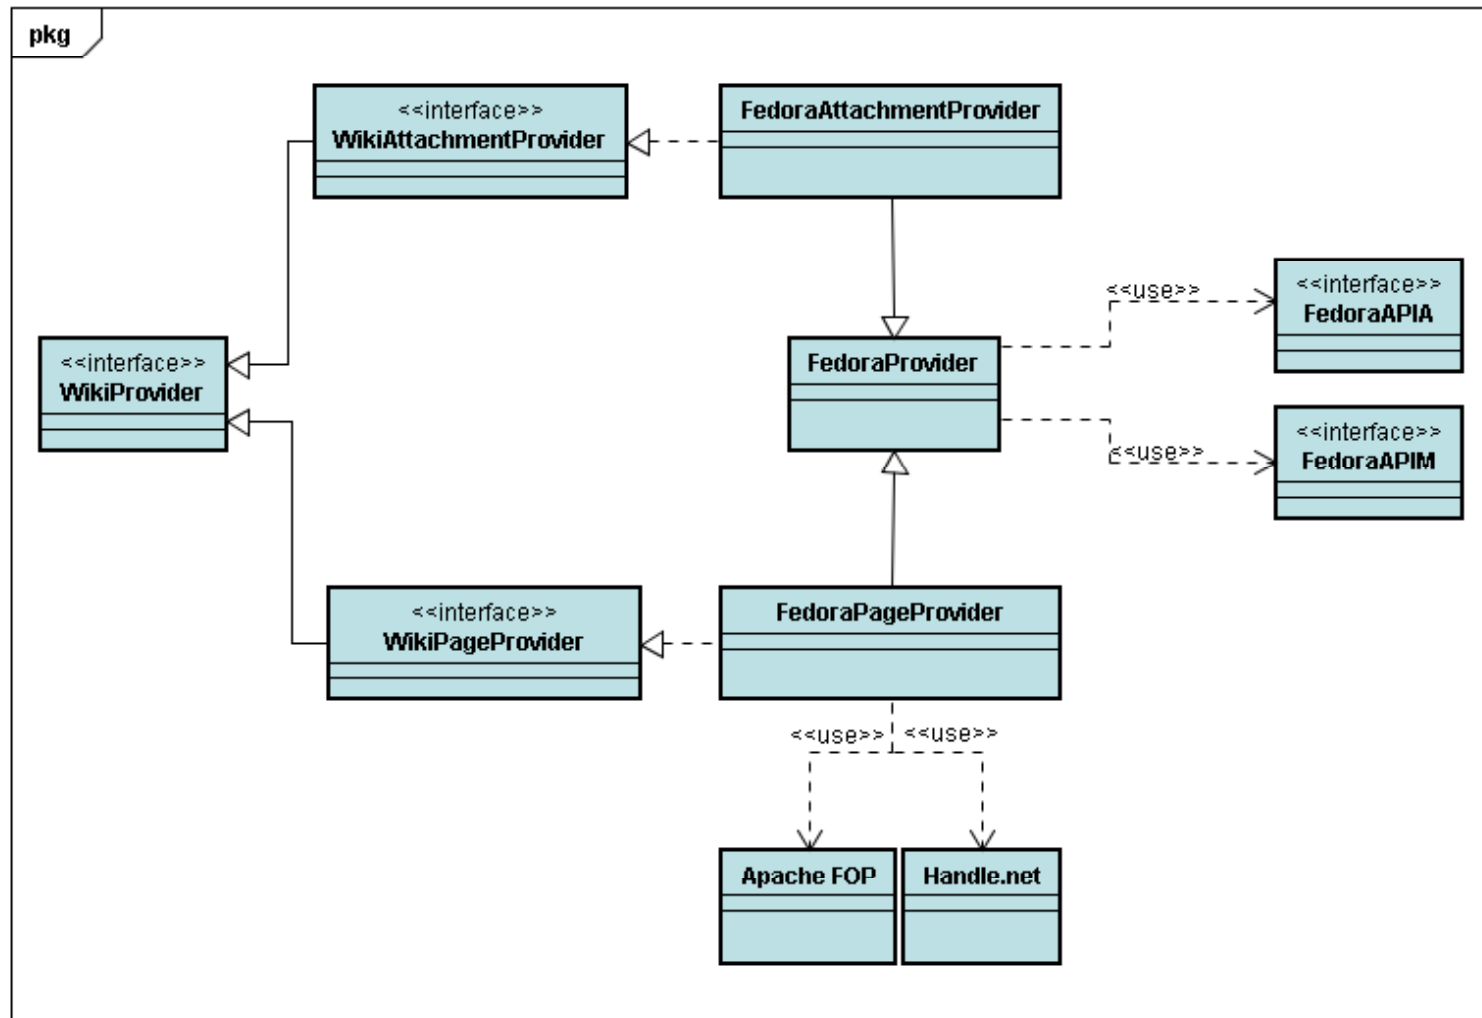 pkg
<<interface>>
WikiAttachmentProvider
FedoraAttachmentProvider
<<use>>
<<interface>>
FedoraAPIA
<<interface>>
WikiProvider
FedoraProvider
<<interface>>
FedoraAPIM
<<use>>
<<interface>>
WikiPageProvider
FedoraPageProvider
<<use>>
<<use>>
Apache FOP
Handle.net